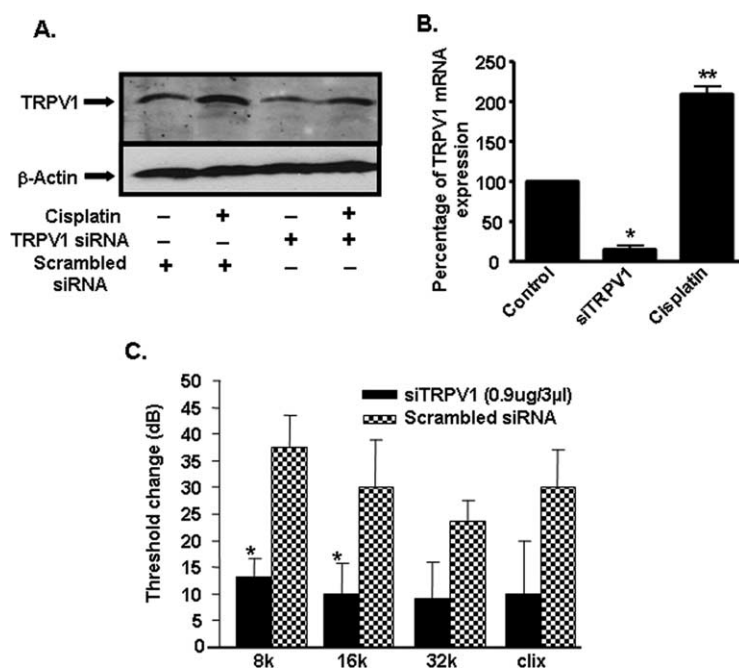 A.
TRPV1
β-Actin
Cisplatin – + – +
TRPV1 siRNA – – + +
Scrambled + + – –
siRNA
B.
Percentage of TRPV1 mRNA
expression
250
200
150
100
50
0
*
**
Control
siTRPV1
Cisplatin
C.
Threshold change (dB)
50
45
40
35
30
25
20
15
10
5
0
siTRPV1 (0.9ug/3µl)
Scrambled siRNA
*
*
8k 16k 32k clix